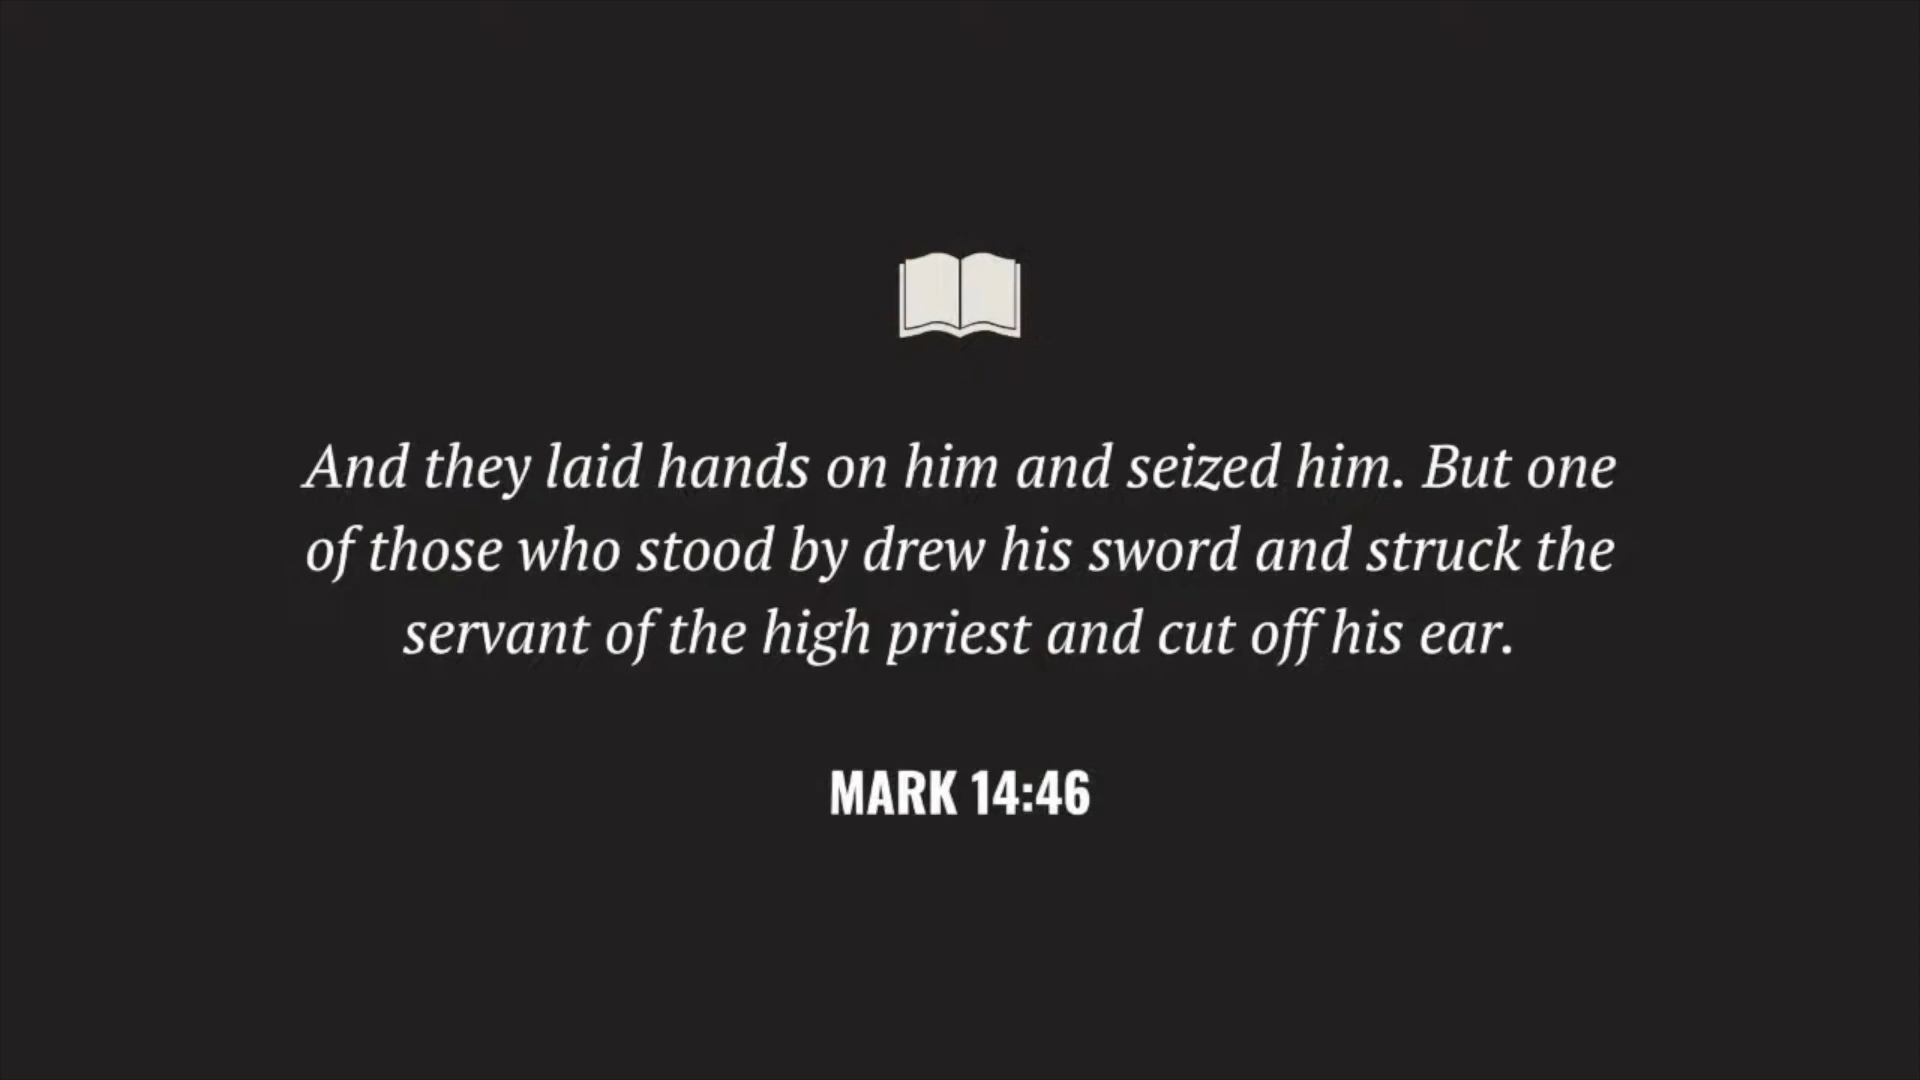 And they laid hands on him and seized him. But one
of those who stood by drew his sword and struck the
servant of the high priest and cut off his ear.
MARK 14:46